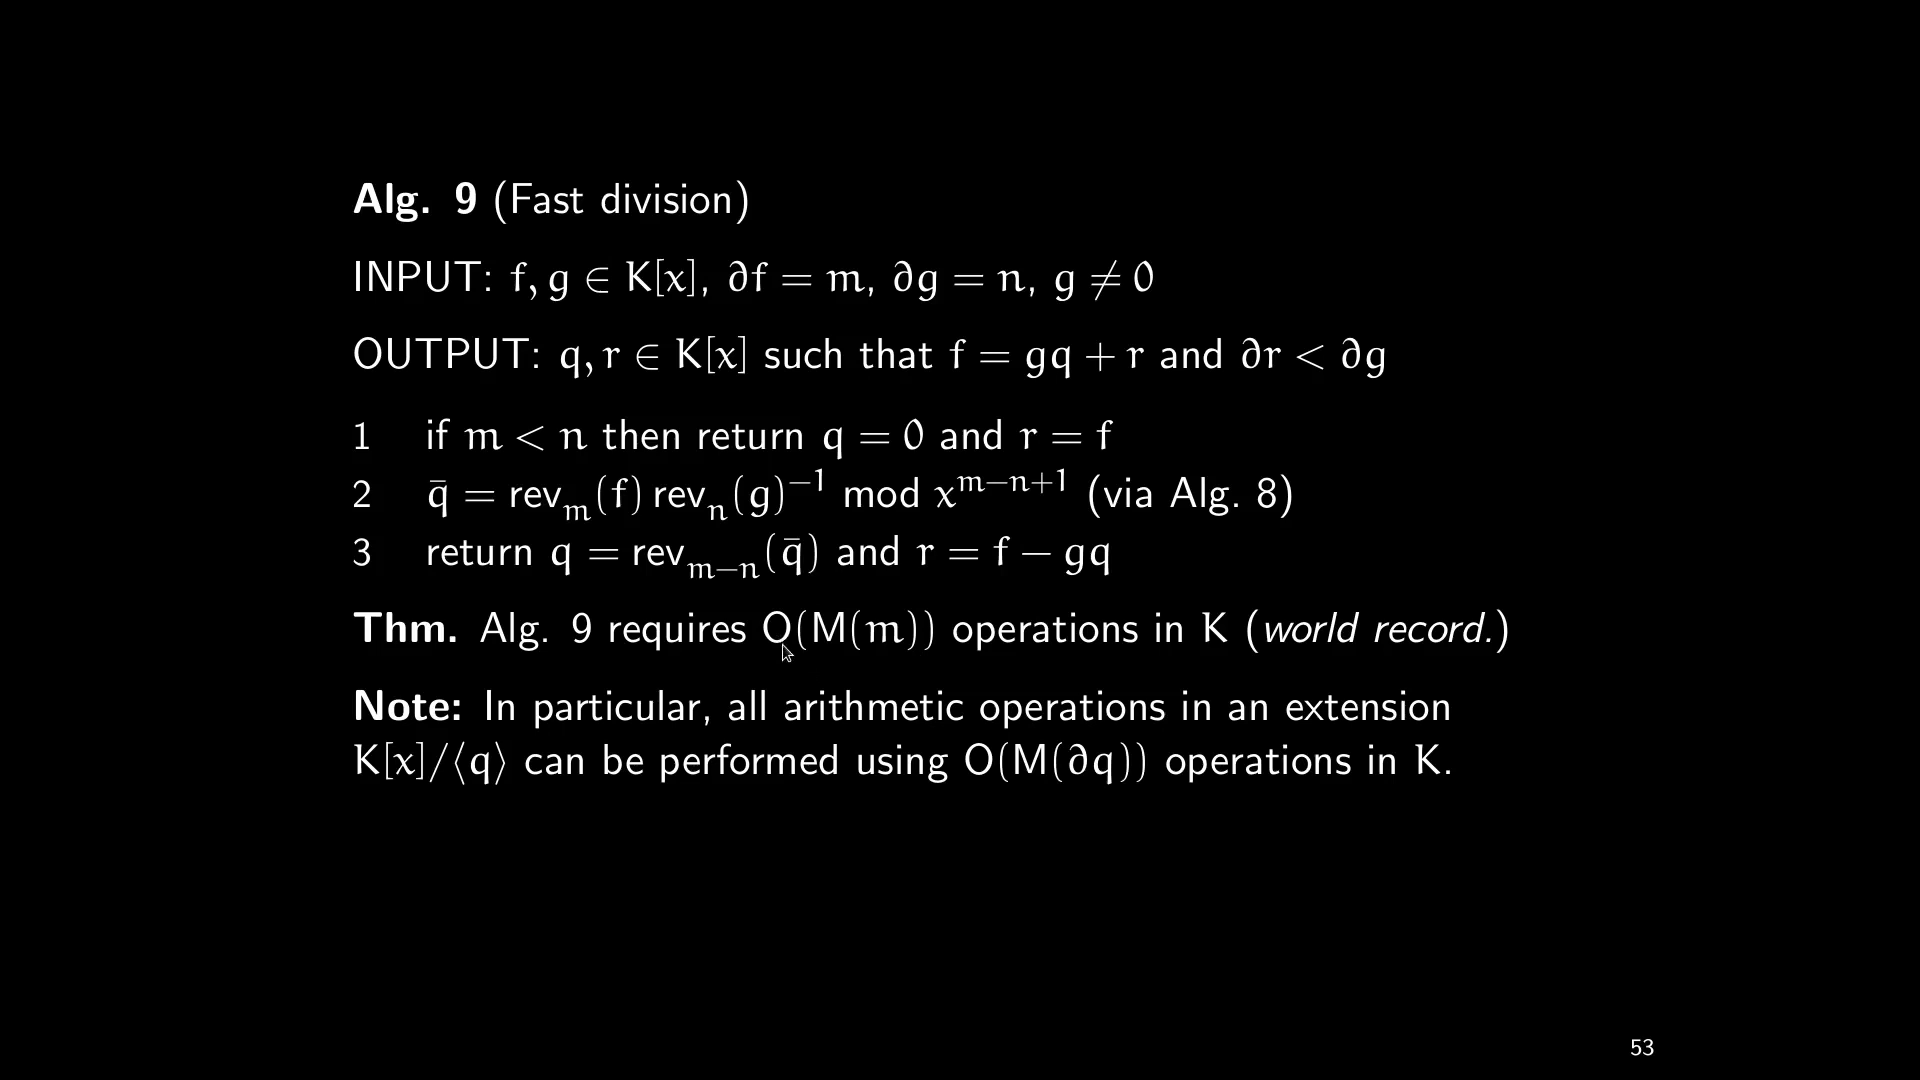 Alg. 9 (Fast division)
INPUT: f, g ∈ K[x], ∂f = m, ∂g = n, g ≠ 0
OUTPUT: q, r ∈ K[x] such that f = gq + r and ∂r < ∂g
1 if m < n then return q = 0 and r = f
2 q̄ = rev_m(f) rev_n(g)^{−1} mod x^{m−n+1} (via Alg. 8)
3 return q = rev_{m−n}(q̄) and r = f − gq
Thm. Alg. 9 requires O(M(m)) operations in K (world record.)
Note: In particular, all arithmetic operations in an extension
K[x]/⟨q⟩ can be performed using O(M(∂q)) operations in K.
53